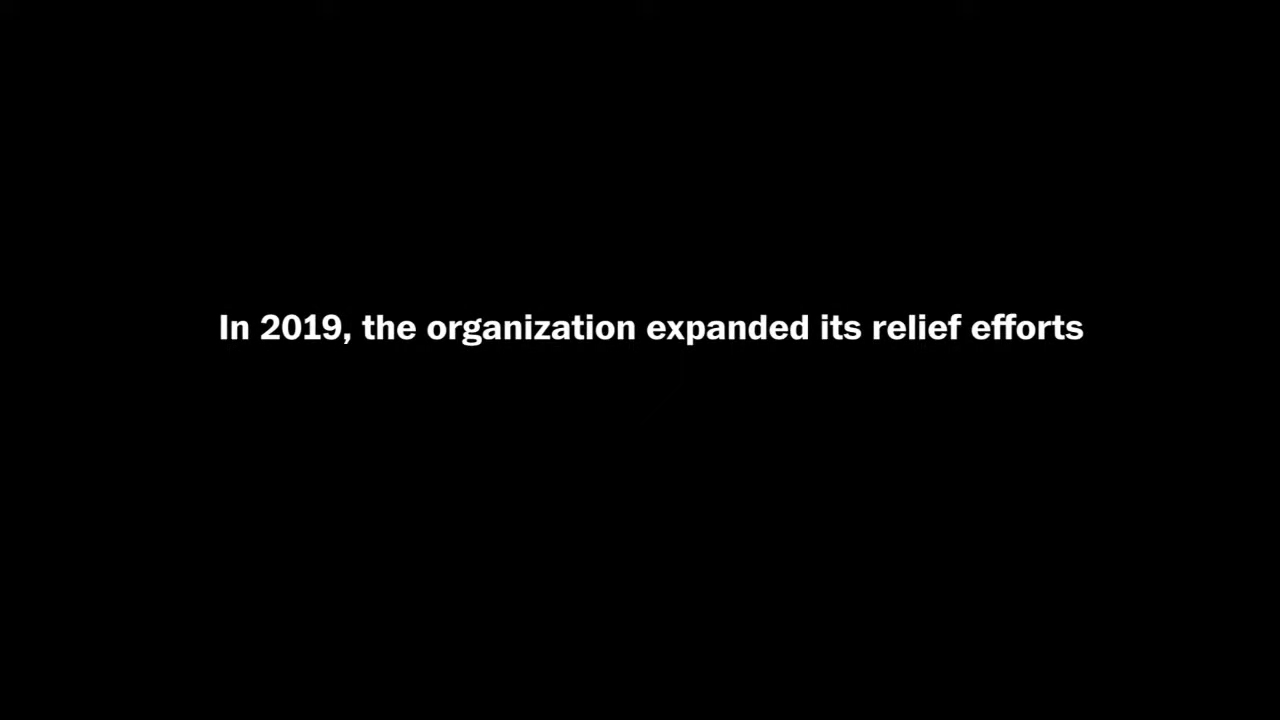 In 2019, the organization expanded its relief efforts